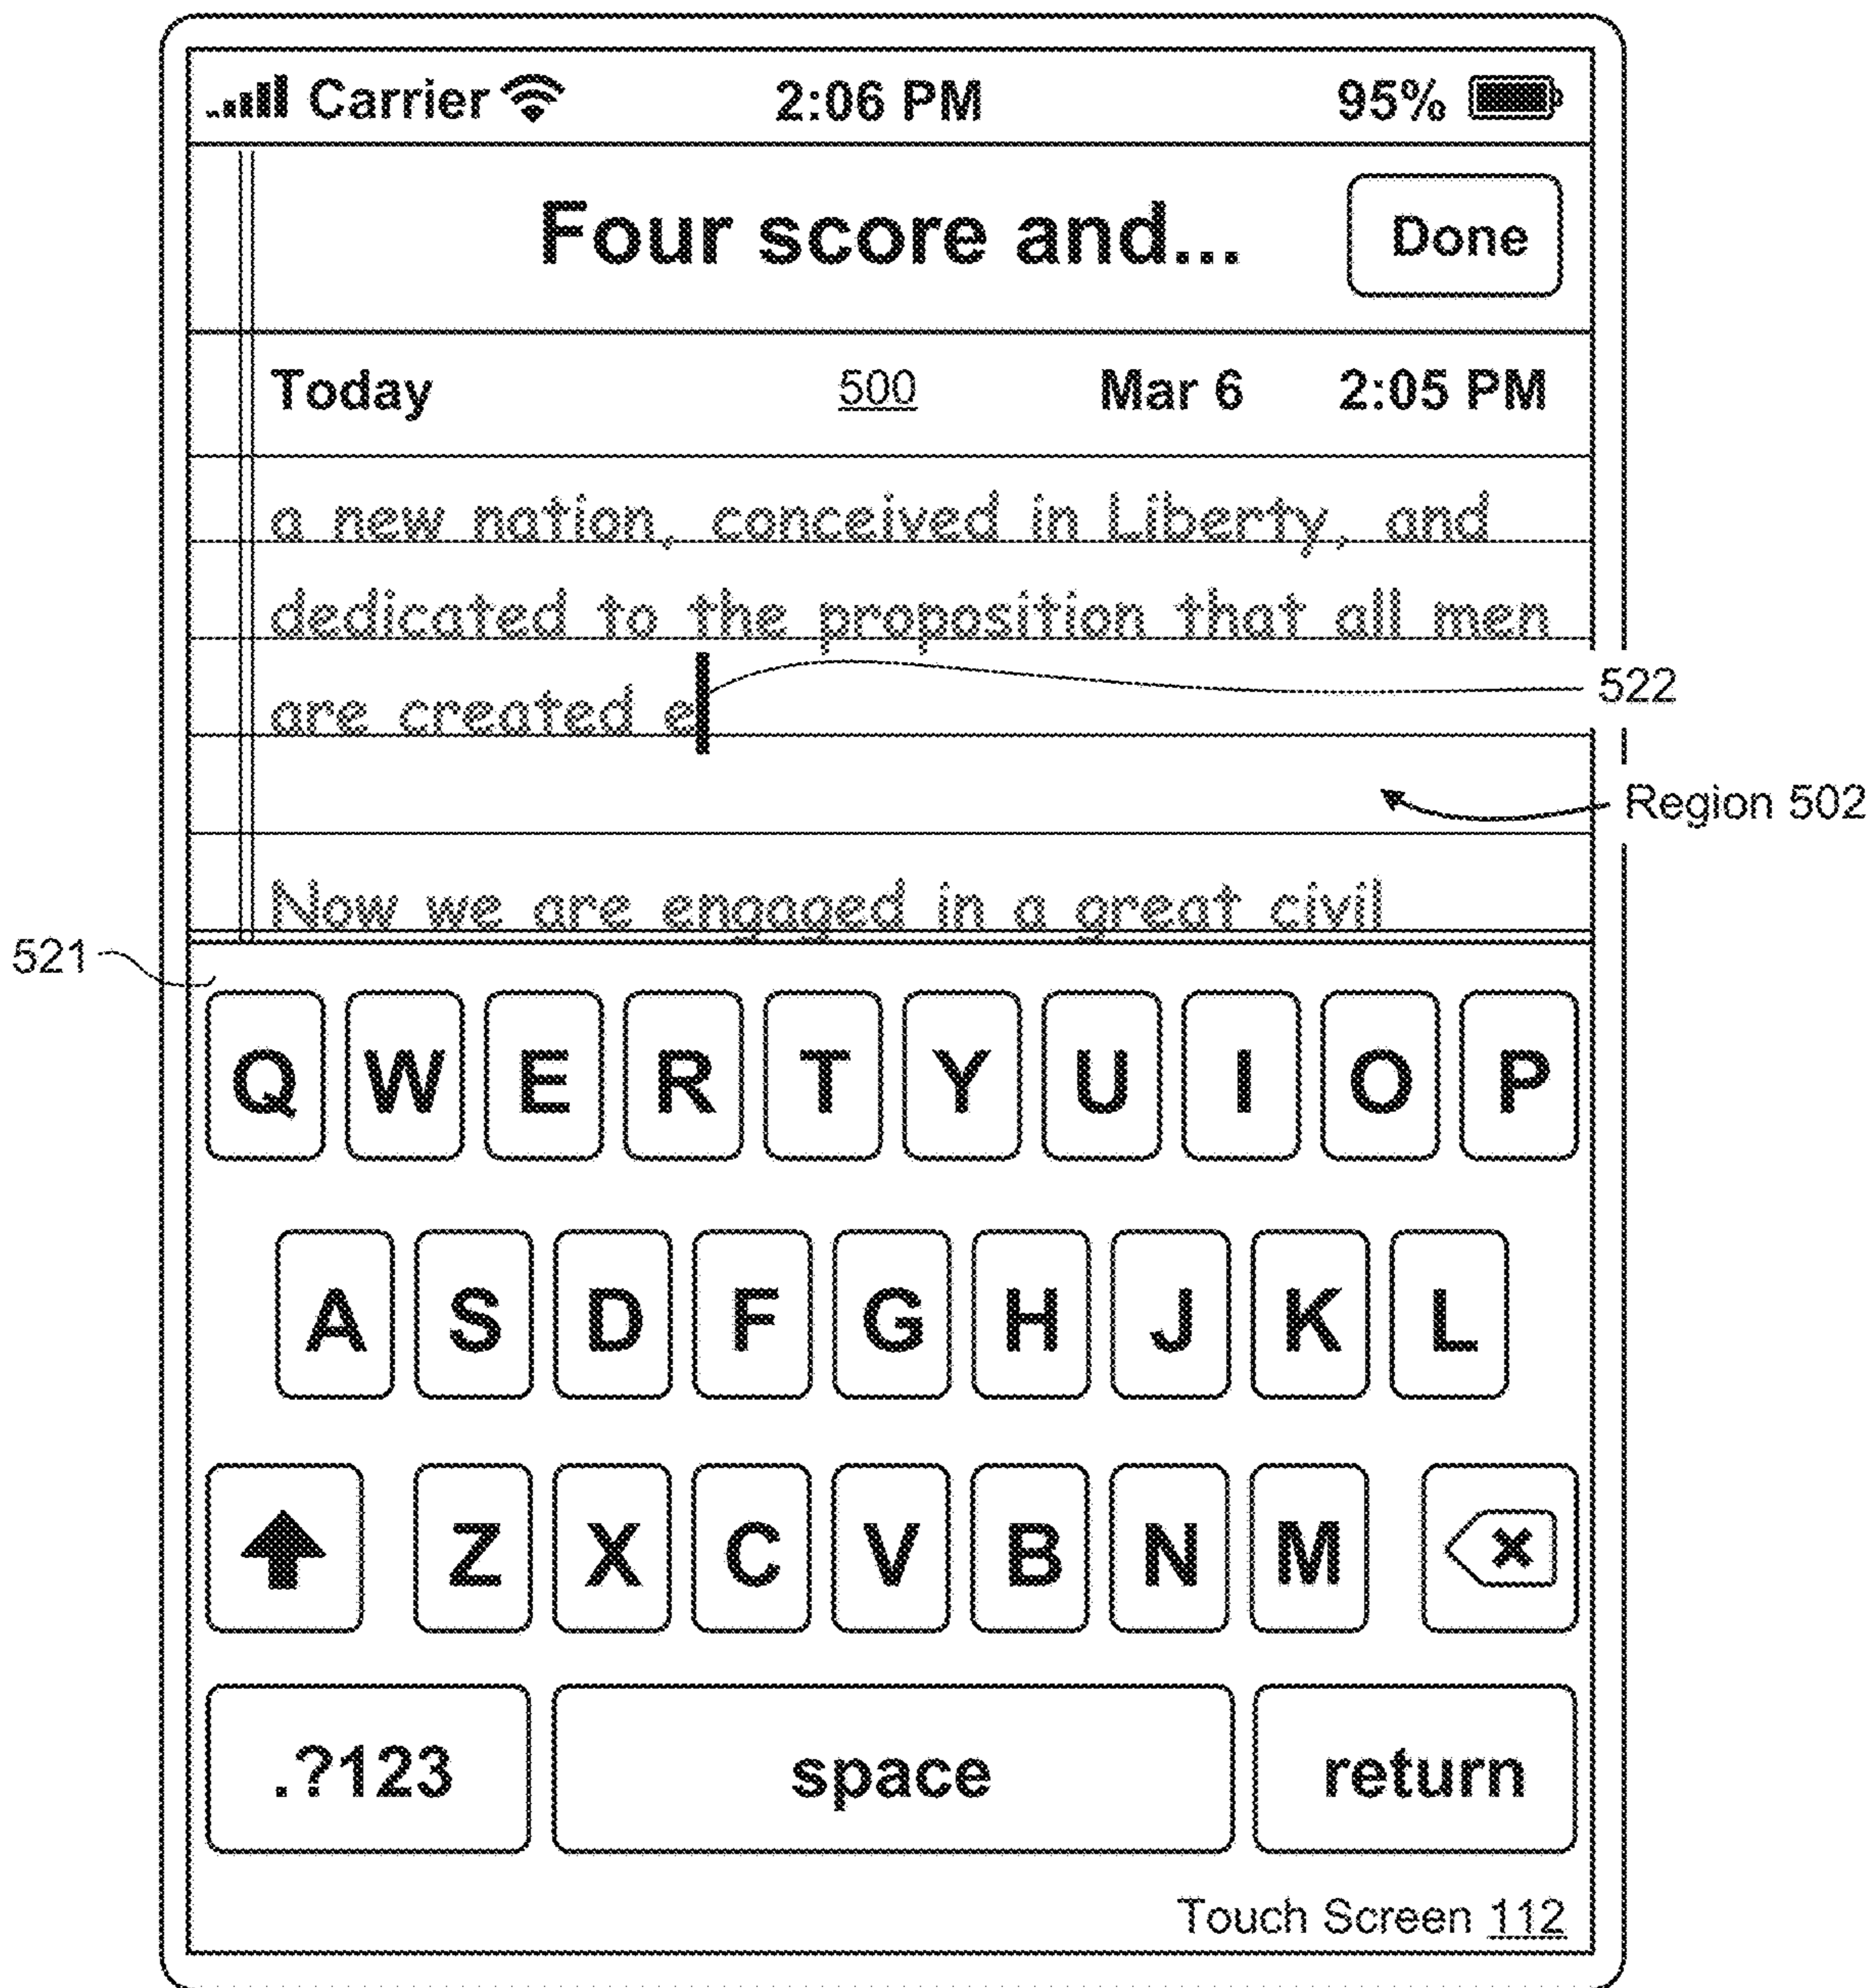 Carrier 2:06 PM 95%
Four score and... Done
Today 500 Mar 6 2:05 PM
a new nation, conceived in Liberty, and
dedicated to the proposition that all men
are created e
522
Region 502
Now we are engaged in a great civil
521
Q W E R T Y U I O P
A S D F G H J K L
Z X C V B N M
.?123 space return
Touch Screen 112